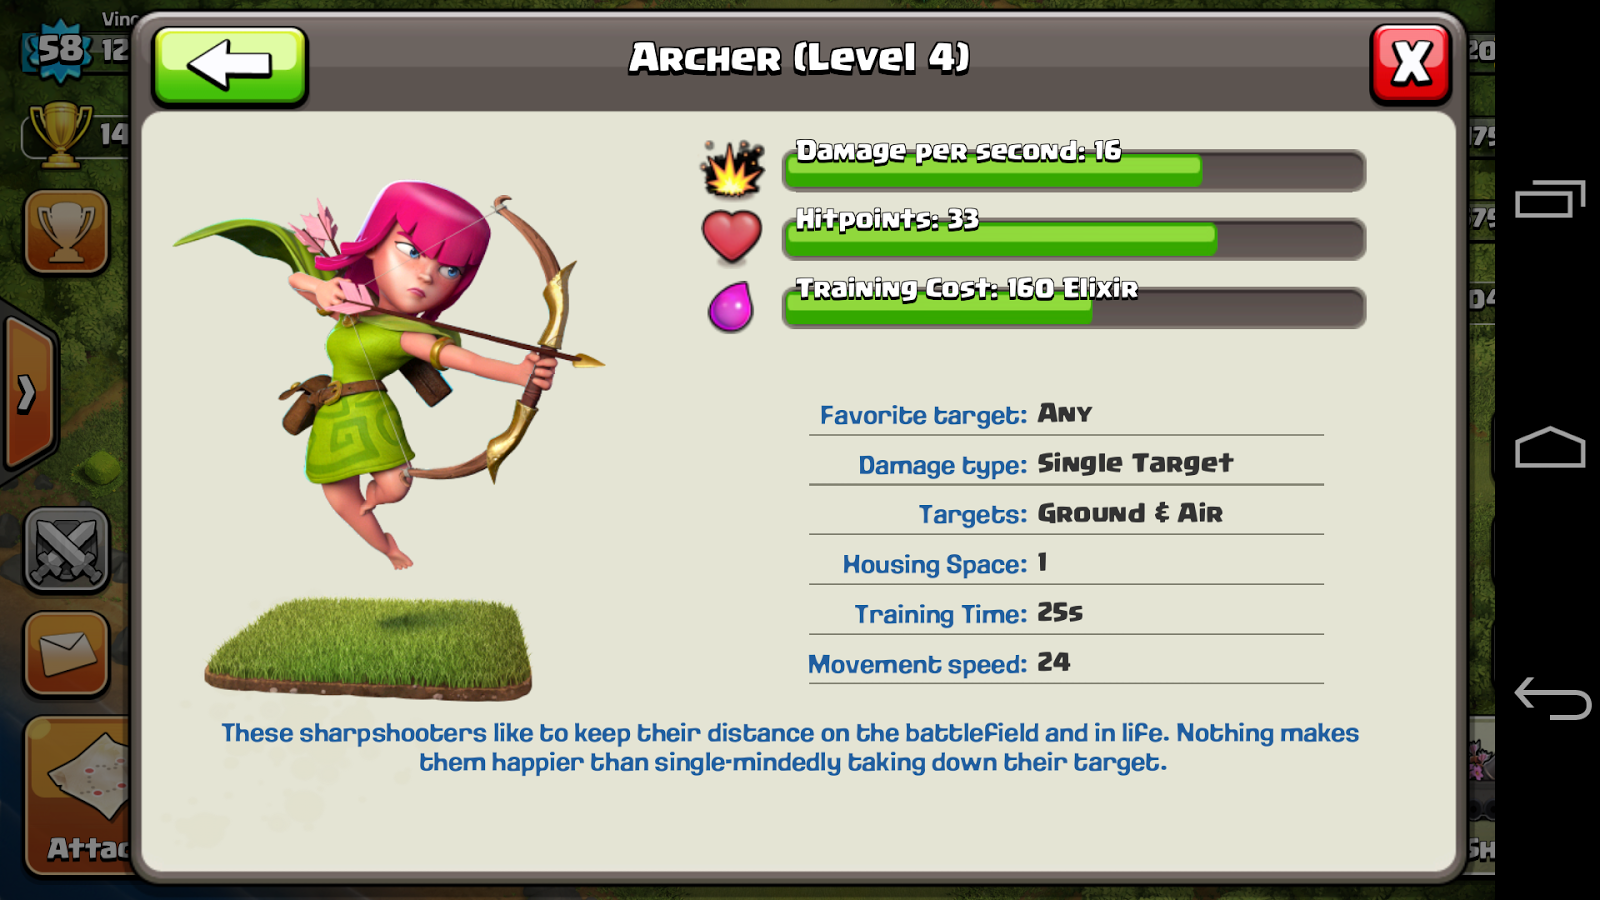 Vinc
58
12
20
Archer (Level 4)
X
14
175
Damage per second: 16
Hitpoints: 33
Training Cost: 160 Elixir
Favorite target: Any
Damage type: Single Target
Targets: Ground & Air
Housing Space: 1
Training Time: 25s
Movement speed: 24
These sharpshooters like to keep their distance on the battlefield and in life. Nothing makes
them happier than single-mindedly taking down their target.
Attac